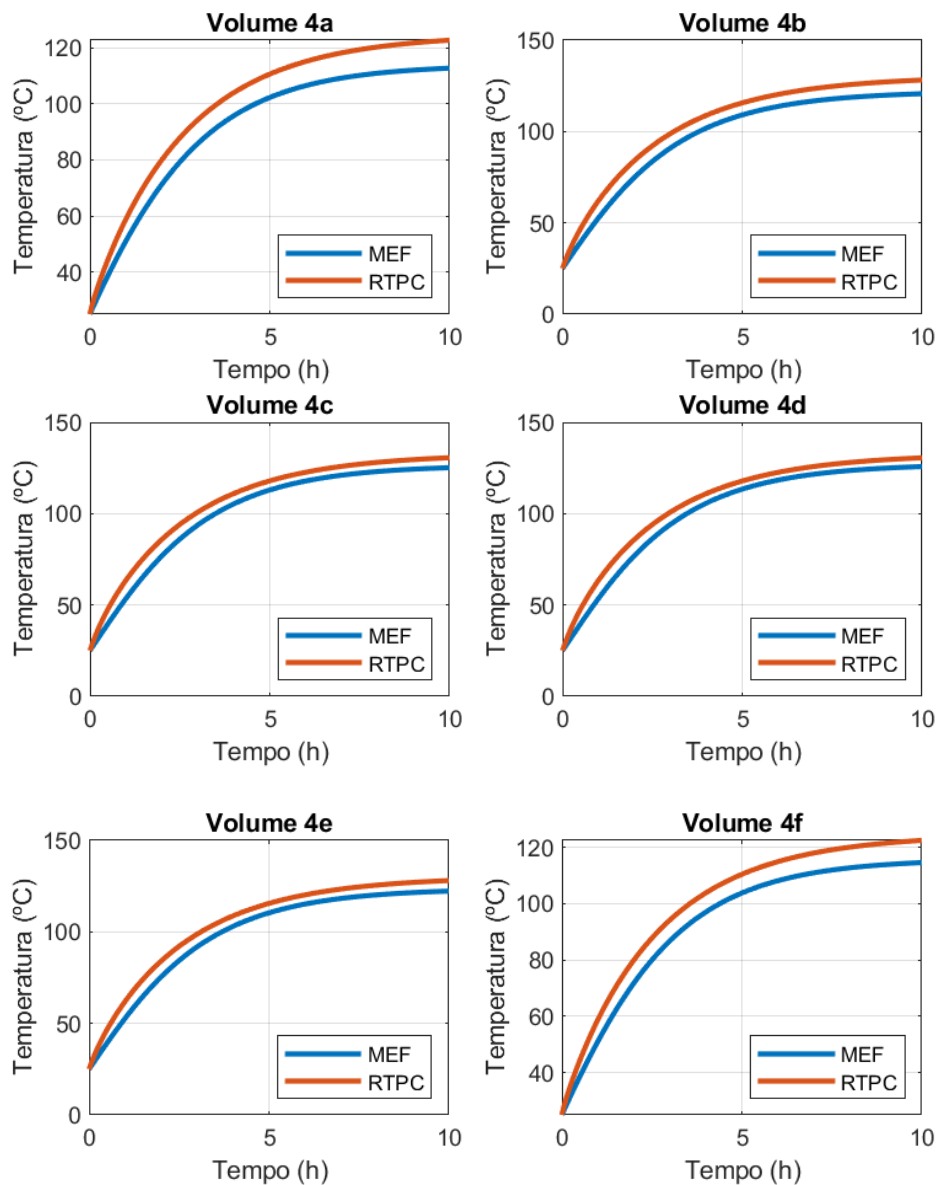 Volume 4a
Temperatura (ºC)
120
100
80
60
40
MEF
RTPC
0
5
10
Tempo (h)
Volume 4b
Temperatura (ºC)
150
100
50
0
MEF
RTPC
0
5
10
Tempo (h)
Volume 4c
Temperatura (ºC)
150
100
50
0
MEF
RTPC
0
5
10
Tempo (h)
Volume 4d
Temperatura (ºC)
150
100
50
0
MEF
RTPC
0
5
10
Tempo (h)
Volume 4e
Temperatura (ºC)
150
100
50
0
MEF
RTPC
0
5
10
Tempo (h)
Volume 4f
Temperatura (ºC)
120
100
80
60
40
MEF
RTPC
0
5
10
Tempo (h)